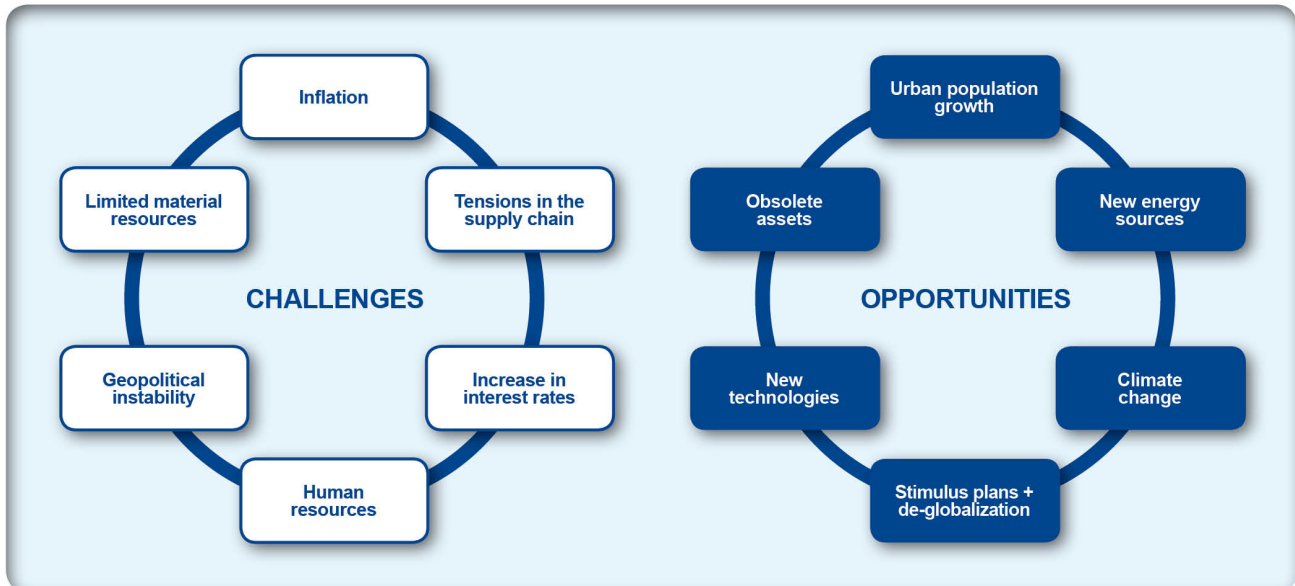 Inflation
Tensions in the
supply chain
Increase in
interest rates
Human
resources
Geopolitical
instability
Limited material
resources
CHALLENGES
Urban population
growth
New energy
sources
Climate
change
Stimulus plans +
de-globalization
New
technologies
Obsolete
assets
OPPORTUNITIES